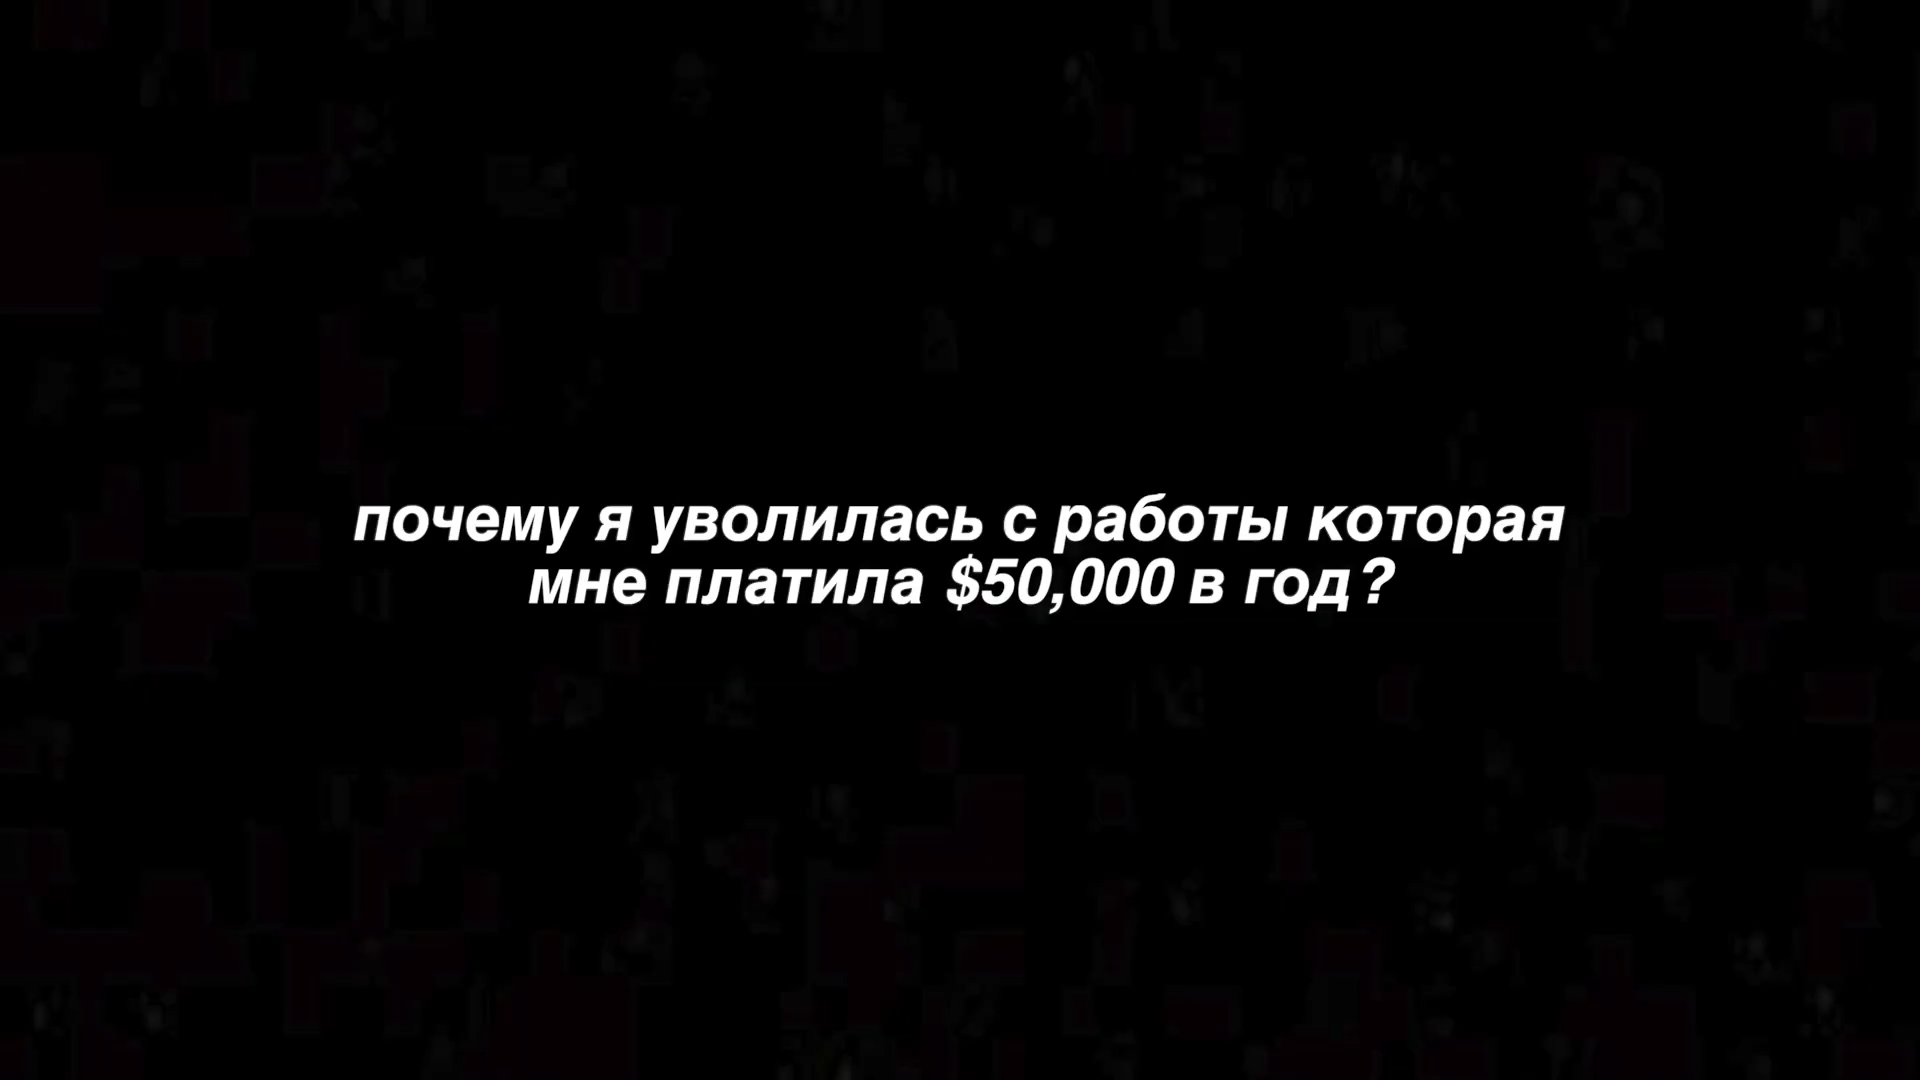 почему я уволилась с работы которая
мне платила $50,000 в год?